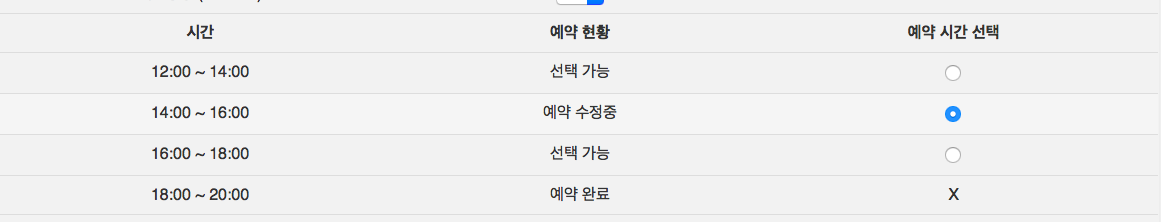 시간 예약 현황 예약 시간 선택
12:00 ~ 14:00 선택 가능
14:00 ~ 16:00 예약 수정중
16:00 ~ 18:00 선택 가능
18:00 ~ 20:00 예약 완료 X